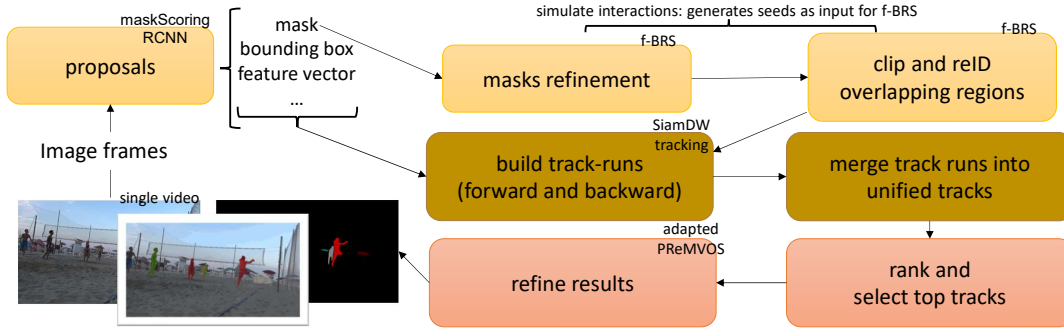 simulate interactions: generates seeds as input for f-BRS
maskScoring
RCNN
proposals
mask
bounding box
feature vector
...
f-BRS
masks refinement
f-BRS
clip and reID
overlapping regions
Image frames
SiamDW
tracking
build track-runs
(forward and backward)
merge track runs into
unified tracks
single video
adapted
PReMVOS
refine results
rank and
select top tracks